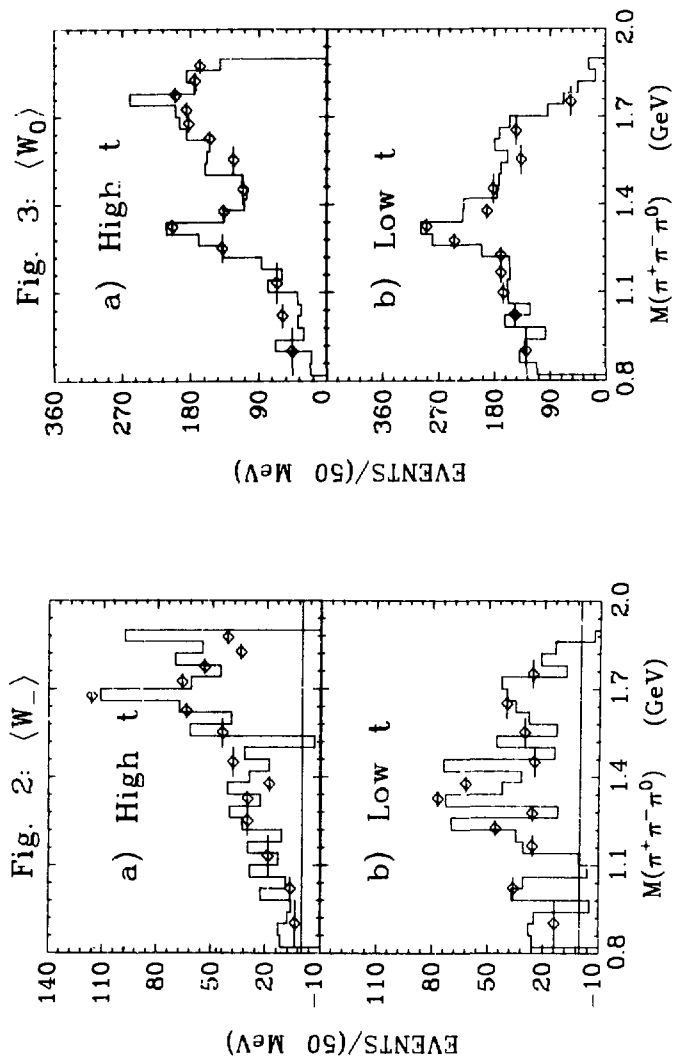 Fig. 2: ⟨W_⟩
140
110
80
50
20
-10
a) High t
110
80
50
20
-10
b) Low t
EVENTS/(50 MeV)
0.8 1.1 1.4 1.7 2.0
M(π⁺π⁻π⁰) (GeV)
Fig. 3: ⟨W₀⟩
360
270
180
90
0
a) High t
360
270
180
90
0
b) Low t
EVENTS/(50 MeV)
0.8 1.1 1.4 1.7 2.0
M(π⁺π⁻π⁰) (GeV)